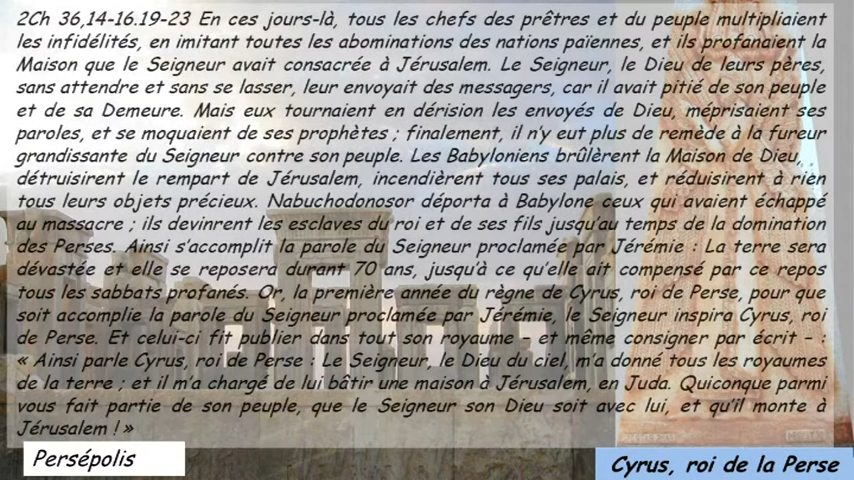 2Ch 36,14-16.19-23 En ces jours-là, tous les chefs des prêtres et du peuple multipliaient
les infidélités, en imitant toutes les abominations des nations païennes, et ils profanaient la
Maison que le Seigneur avait consacrée à Jérusalem. Le Seigneur, le Dieu de leurs pères,
sans attendre et sans se lasser, leur envoyait des messagers, car il avait pitié de son peuple
et de sa Demeure. Mais eux tournaient en dérision les envoyés de Dieu, méprisaient ses
paroles, et se moquaient de ses prophètes ; finalement, il n'y eut plus de remède à la fureur
grandissante du Seigneur contre son peuple. Les Babyloniens brûlèrent la Maison de Dieu,
détruisirent le rempart de Jérusalem, incendièrent tous ses palais, et réduisirent à rien
tous leurs objets précieux. Nabuchodonosor déporta à Babylone ceux qui avaient échappé
au massacre ; ils devinrent les esclaves du roi et de ses fils jusqu'au temps de la domination
des Perses. Ainsi s'accomplit la parole du Seigneur proclamée par Jérémie : La terre sera
dévastée et elle se reposera durant 70 ans, jusqu'à ce qu'elle ait compensé par ce repos
tous les sabbats profanés. Or, la première année du règne de Cyrus, roi de Perse, pour que
soit accomplie la parole du Seigneur proclamée par Jérémie, le Seigneur inspira Cyrus, roi
de Perse. Et celui-ci fit publier dans tout son royaume – et même consigner par écrit – :
« Ainsi parle Cyrus, roi de Perse : Le Seigneur, le Dieu du ciel, m'a donné tous les royaumes
de la terre ; et il m'a chargé de lui bâtir une maison à Jérusalem, en Juda. Quiconque parmi
vous fait partie de son peuple, que le Seigneur son Dieu soit avec lui, et qu'il monte à
Jérusalem ! »
Persépolis
Cyrus, roi de la Perse